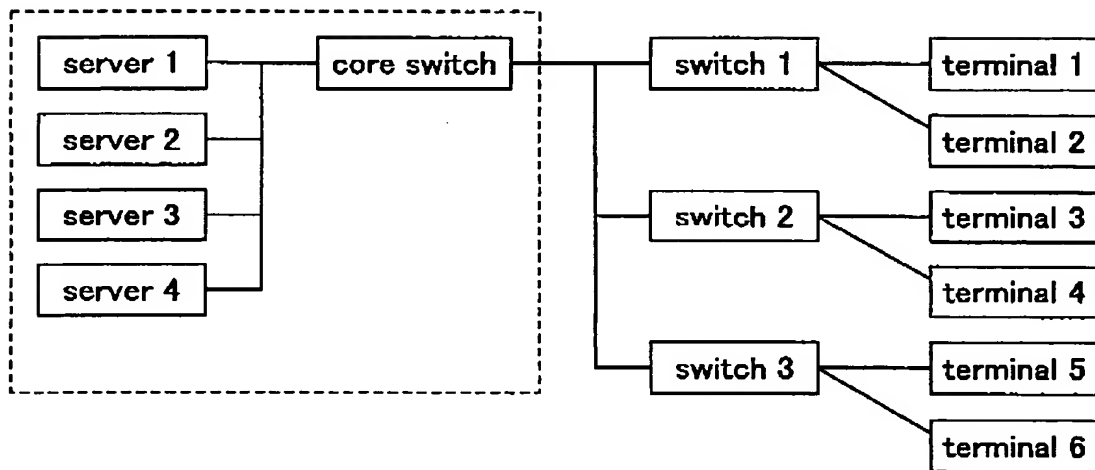 server 1
core switch
switch 1
terminal 1
server 2
terminal 2
server 3
switch 2
terminal 3
server 4
terminal 4
switch 3
terminal 5
terminal 6